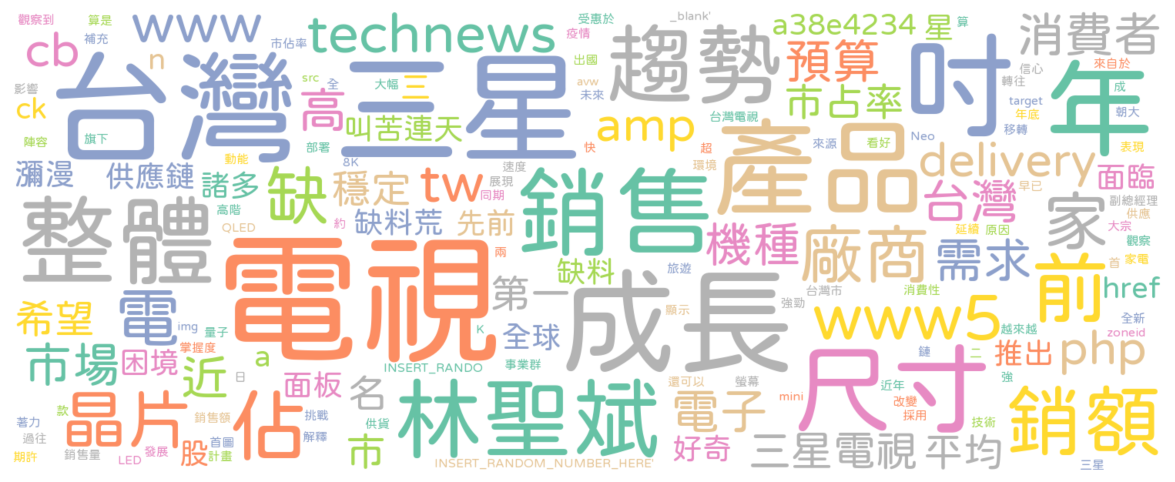 觀察到 算是 www technews 受惠於 _blank' a38e4234 星 算 消費者
cb 補充 市佔率 疫情 趨勢 預算 來自於
n 台灣 三星 出國 吋 信心 轉往 年
影響 src 全 大幅 三 avw 未來 市占率 target 成
ck 高 叫苦連天 amp 台灣電視 年底 朝大
陣容 旗下 部署 快 超 產品 來源 看好 Neo 移轉 表現
瀰漫 供應鏈 動能 8K 速度 環境 delivery 面臨
諸多 缺 穩定 tw 展現 同期 銷售 台灣 早已 副總經理
整體 高階 QLED 約 缺料荒 先前 機種 延續 原因 家 供應 大宗
電視 兩 缺料 旅遊 廠商 需求 觀察 家電
第一 成長 台灣市 消費性 前 首 href
希望 電 img 量子 K 全球 顯示 強勁 www5 越來越 全新 zoneid
市場 困境 掌握度 近 a INSERT_RANDO 事業群 鏈 二 推出 php
日 面板 名 林聖斌 還可以 螢幕 尺寸 近年 強
著力 款 晶片 佔 銷售額 首圖 挑戰 供貨 電子 mini 改變 採用 技術 銷額
過往 期許 銷售量 LED 發展 股 計畫 解釋 市 好奇 三星電視 平均
INSERT_RANDOM_NUMBER_HERE' 三星